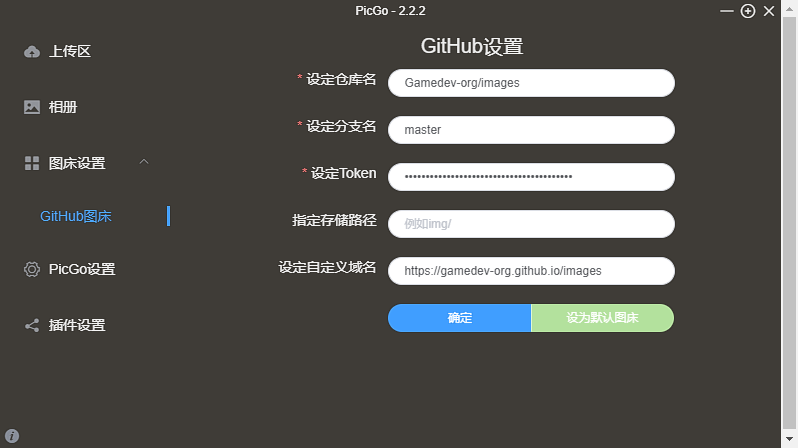 PicGo - 2.2.2
上传区
相册
图床设置
GitHub图床
PicGo设置
插件设置
GitHub设置
* 设定仓库名
Gamedev-org/images
* 设定分支名
master
* 设定Token
••••••••••••••••••••••••••••••••••••••••
指定存储路径
例如img/
设定自定义域名
https://gamedev-org.github.io/images
确定
设为默认图床